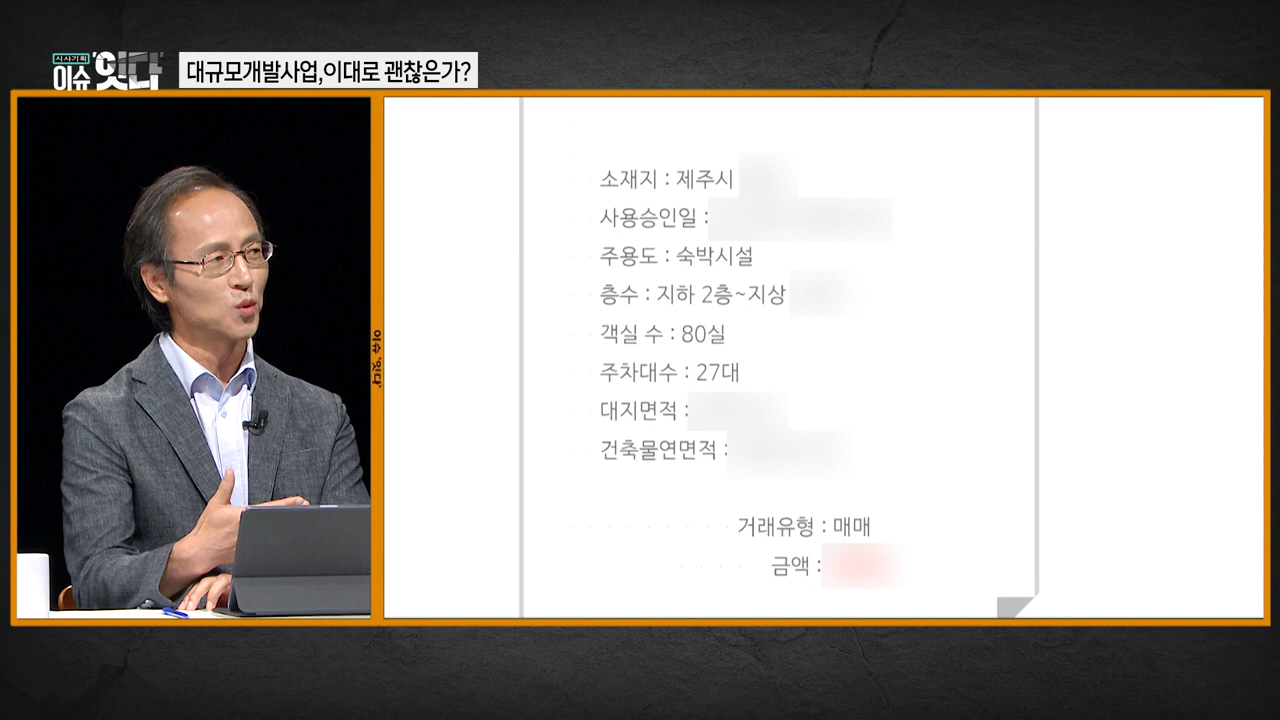 시사기획
이슈 '잇다'
대규모개발사업,이대로 괜찮은가?
이슈 '잇다'
소재지 : 제주시
사용승인일 :
주용도 : 숙박시설
층수 : 지하 2층~지상
객실 수 : 80실
주차대수 : 27대
대지면적 :
건축물연면적 :
거래유형 : 매매
금액 :